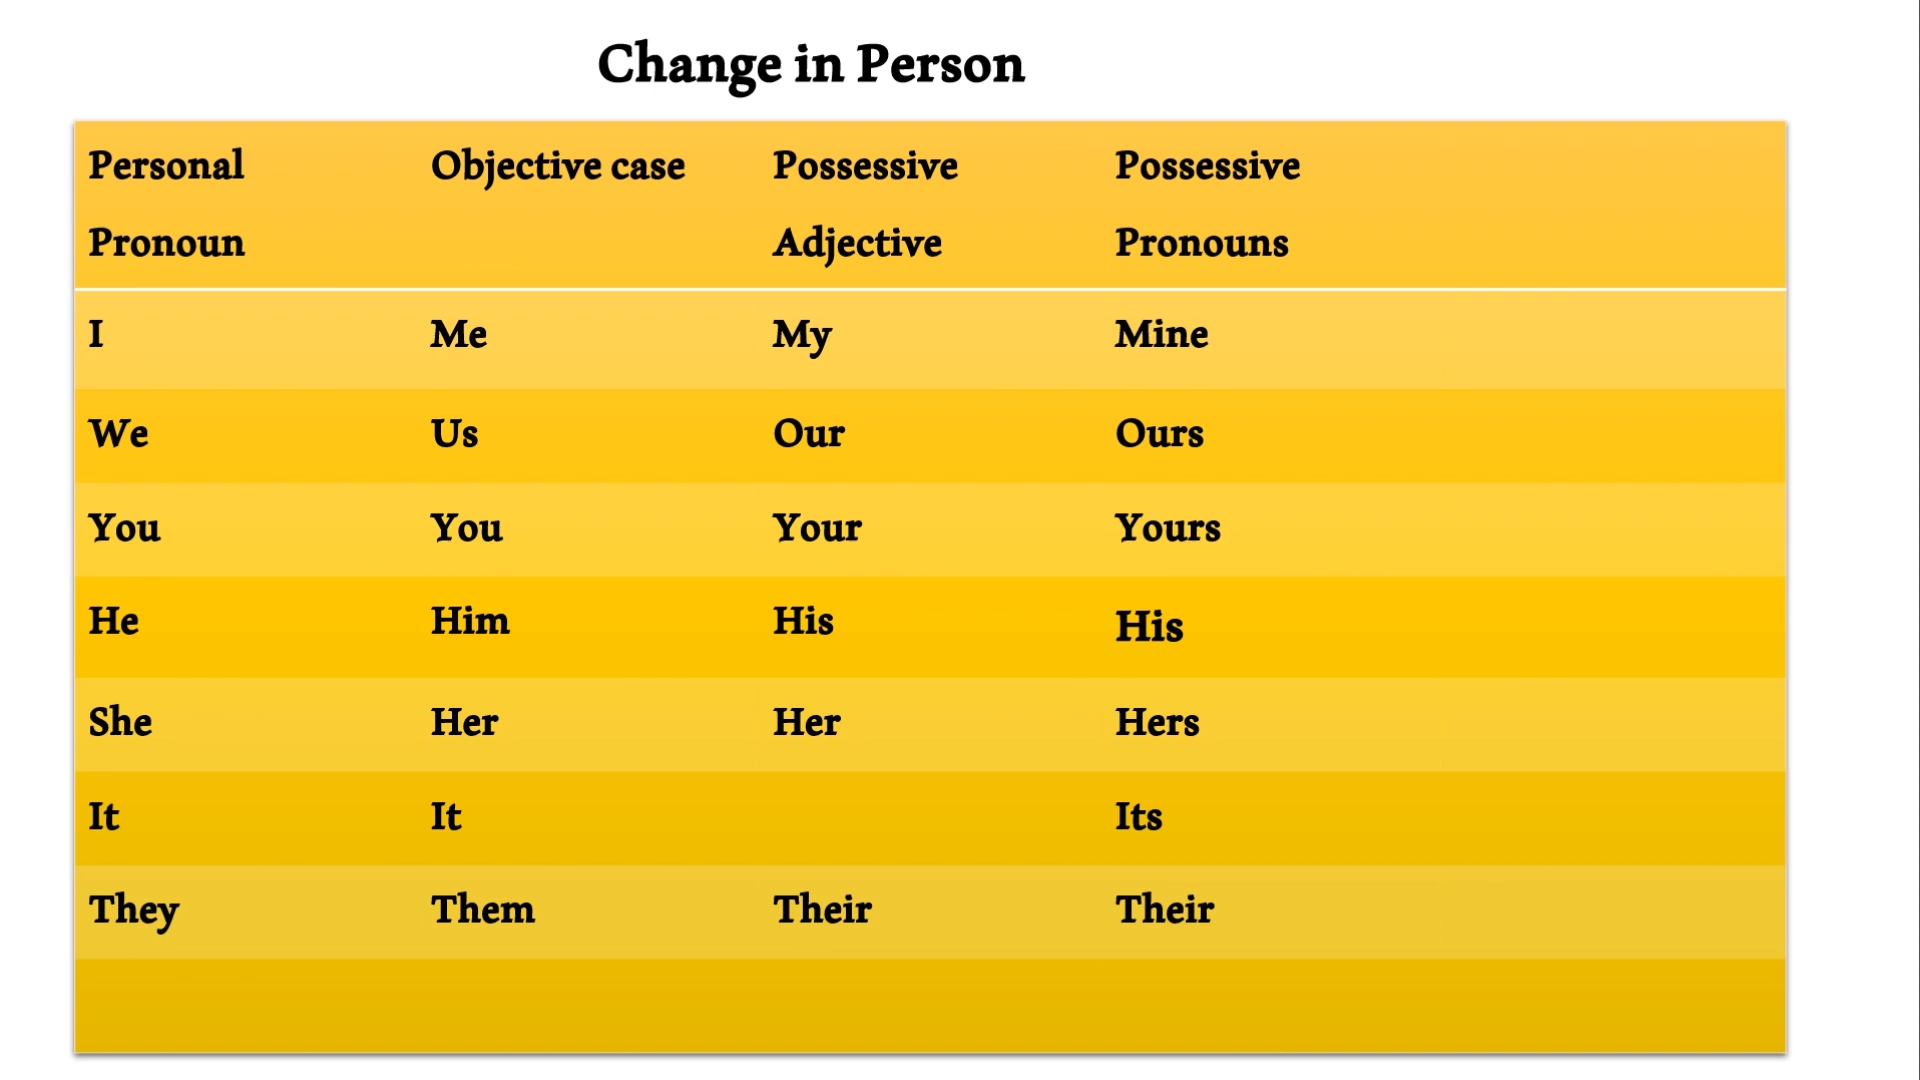 Change in Person
Personal Pronoun Objective case Possessive Adjective Possessive Pronouns
I Me My Mine
We Us Our Ours
You You Your Yours
He Him His His
She Her Her Hers
It It Its
They Them Their Their